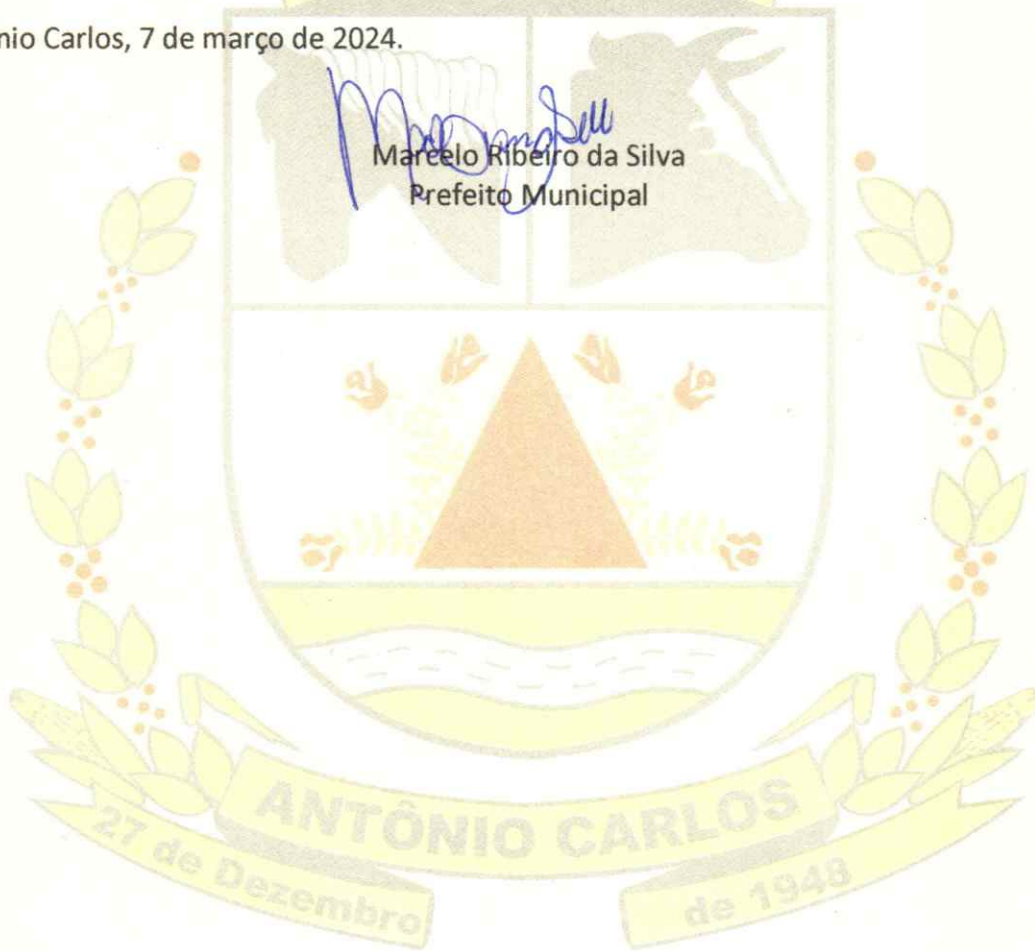 nio Carlos, 7 de março de 2024.
Marcelo Ribeiro da Silva
Prefeito Municipal
ANTÔNIO CARLOS
27 de Dezembro
de 1948